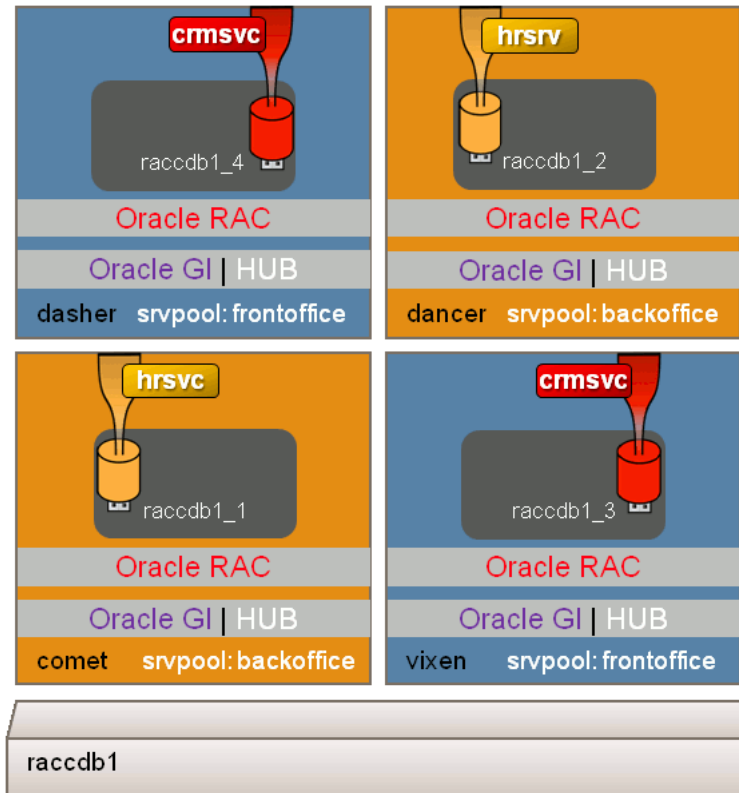 crmsvc
raccdb1_4
Oracle RAC
Oracle GI | HUB
dasher srvpool: frontoffice
hrsrv
raccdb1_2
Oracle RAC
Oracle GI | HUB
dancer srvpool: backoffice
hrsvc
raccdb1_1
Oracle RAC
Oracle GI | HUB
comet srvpool: backoffice
crmsvc
raccdb1_3
Oracle RAC
Oracle GI | HUB
vixen srvpool: frontoffice
raccdb1